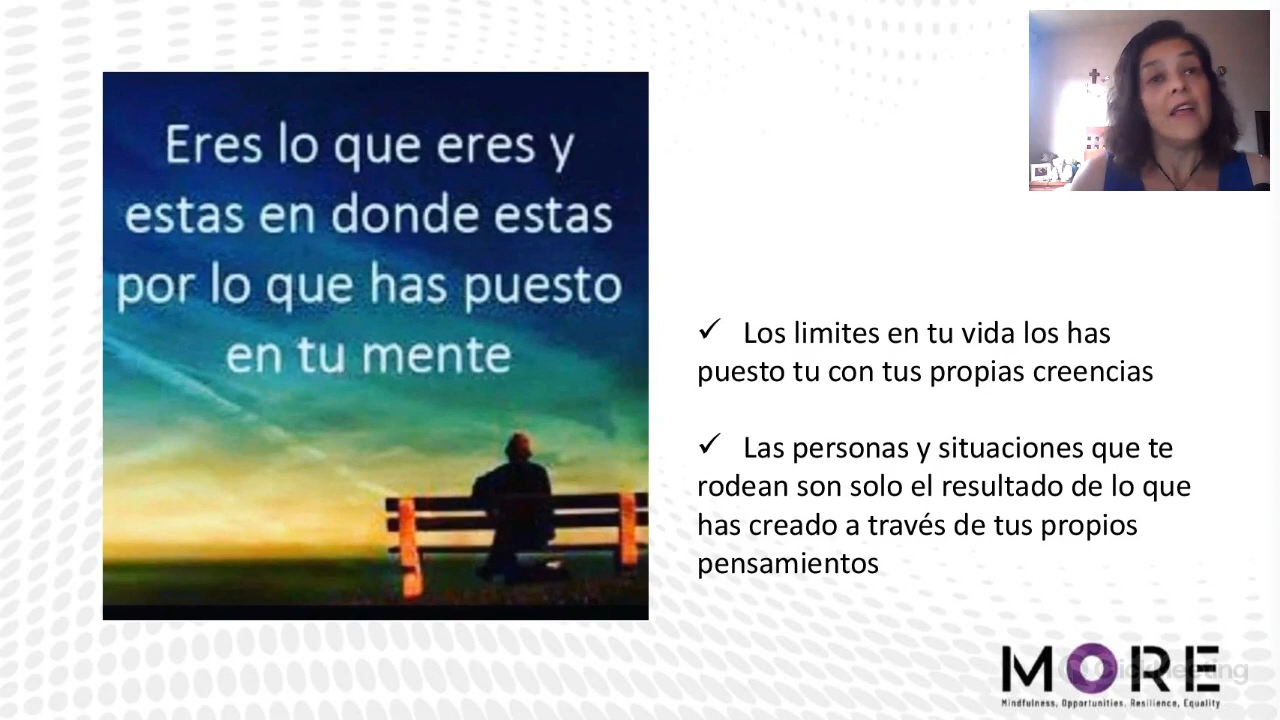 Eres lo que eres y
estas en donde estas
por lo que has puesto
en tu mente
✓ Los limites en tu vida los has
puesto tu con tus propias creencias
✓ Las personas y situaciones que te
rodean son solo el resultado de lo que
has creado a través de tus propios
pensamientos
MORE
ClickMeeting
Mindfulness, Opportunities. Resilience, Equality